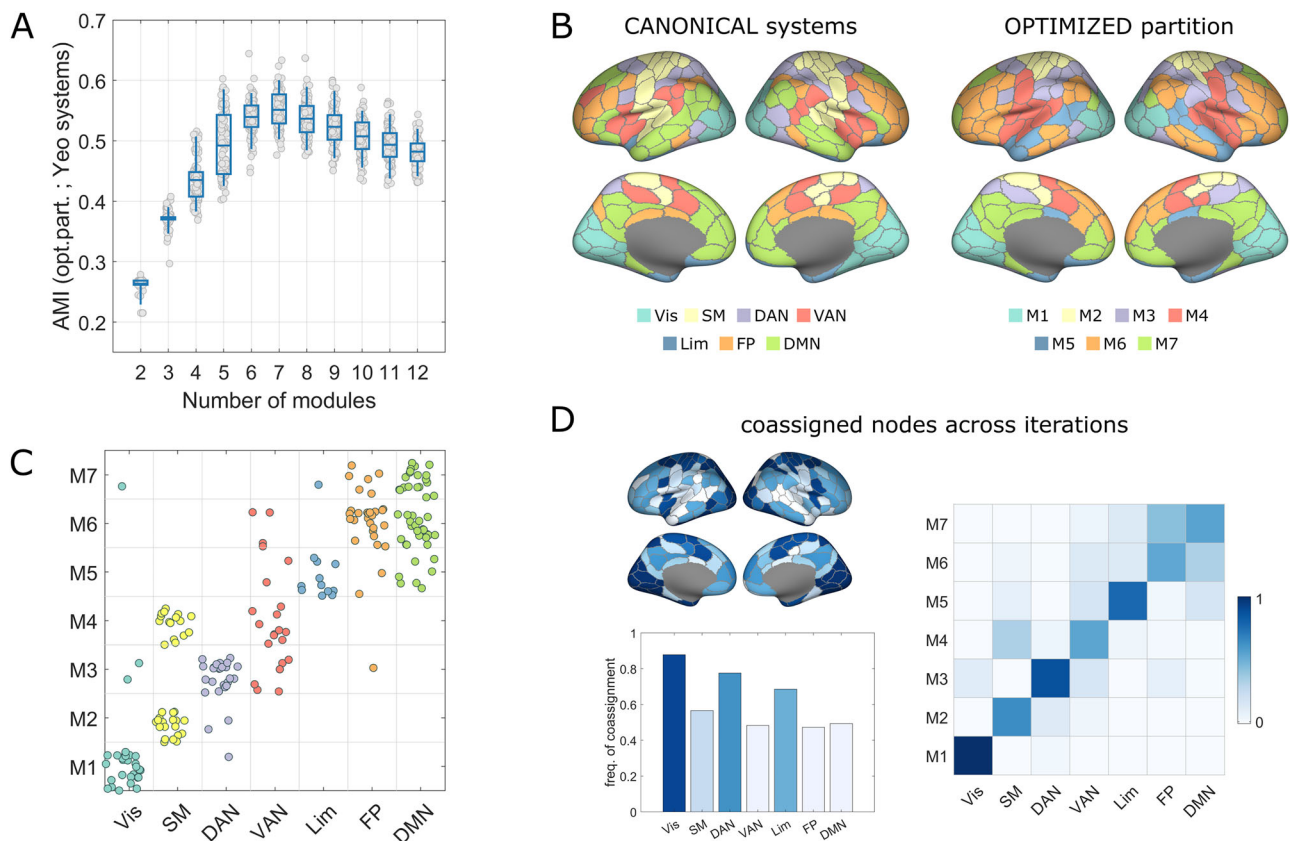 A
0.7
0.6
0.5
0.4
0.3
0.2
AMI (opt.part. ; Yeo systems)
2 3 4 5 6 7 8 9 10 11 12
Number of modules
B
CANONICAL systems
OPTIMIZED partition
Vis SM DAN VAN
Lim FP DMN
M1 M2 M3 M4
M5 M6 M7
C
M7
M6
M5
M4
M3
M2
M1
Vis SM DAN VAN Lim FP DMN
D
coassigned nodes across iterations
1
0.8
0.6
0.4
0.2
0
freq. of coassignment
Vis SM DAN VAN Lim FP DMN
M7
M6
M5
M4
M3
M2
M1
Vis SM DAN VAN Lim FP DMN
1
0